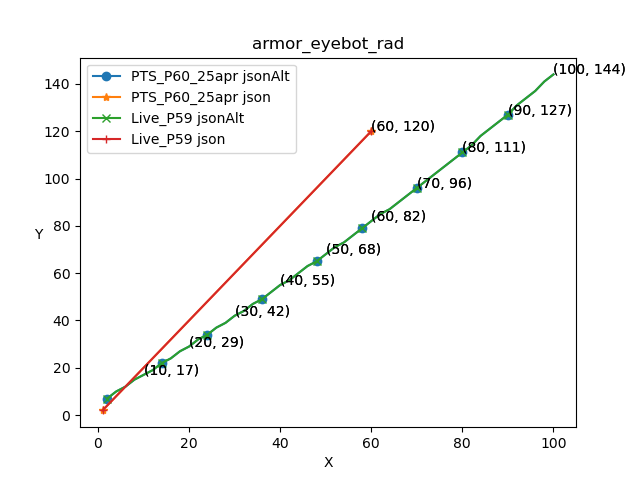 armor_eyebot_rad
PTS_P60_25apr jsonAlt
PTS_P60_25apr json
Live_P59 jsonAlt
Live_P59 json
(100, 144)
(90, 127)
(60, 120)
(80, 111)
(70, 96)
(60, 82)
(50, 68)
(40, 55)
(30, 42)
(20, 29)
(10, 17)
140
120
100
80
60
40
20
0
Y
0 20 40 60 80 100
X